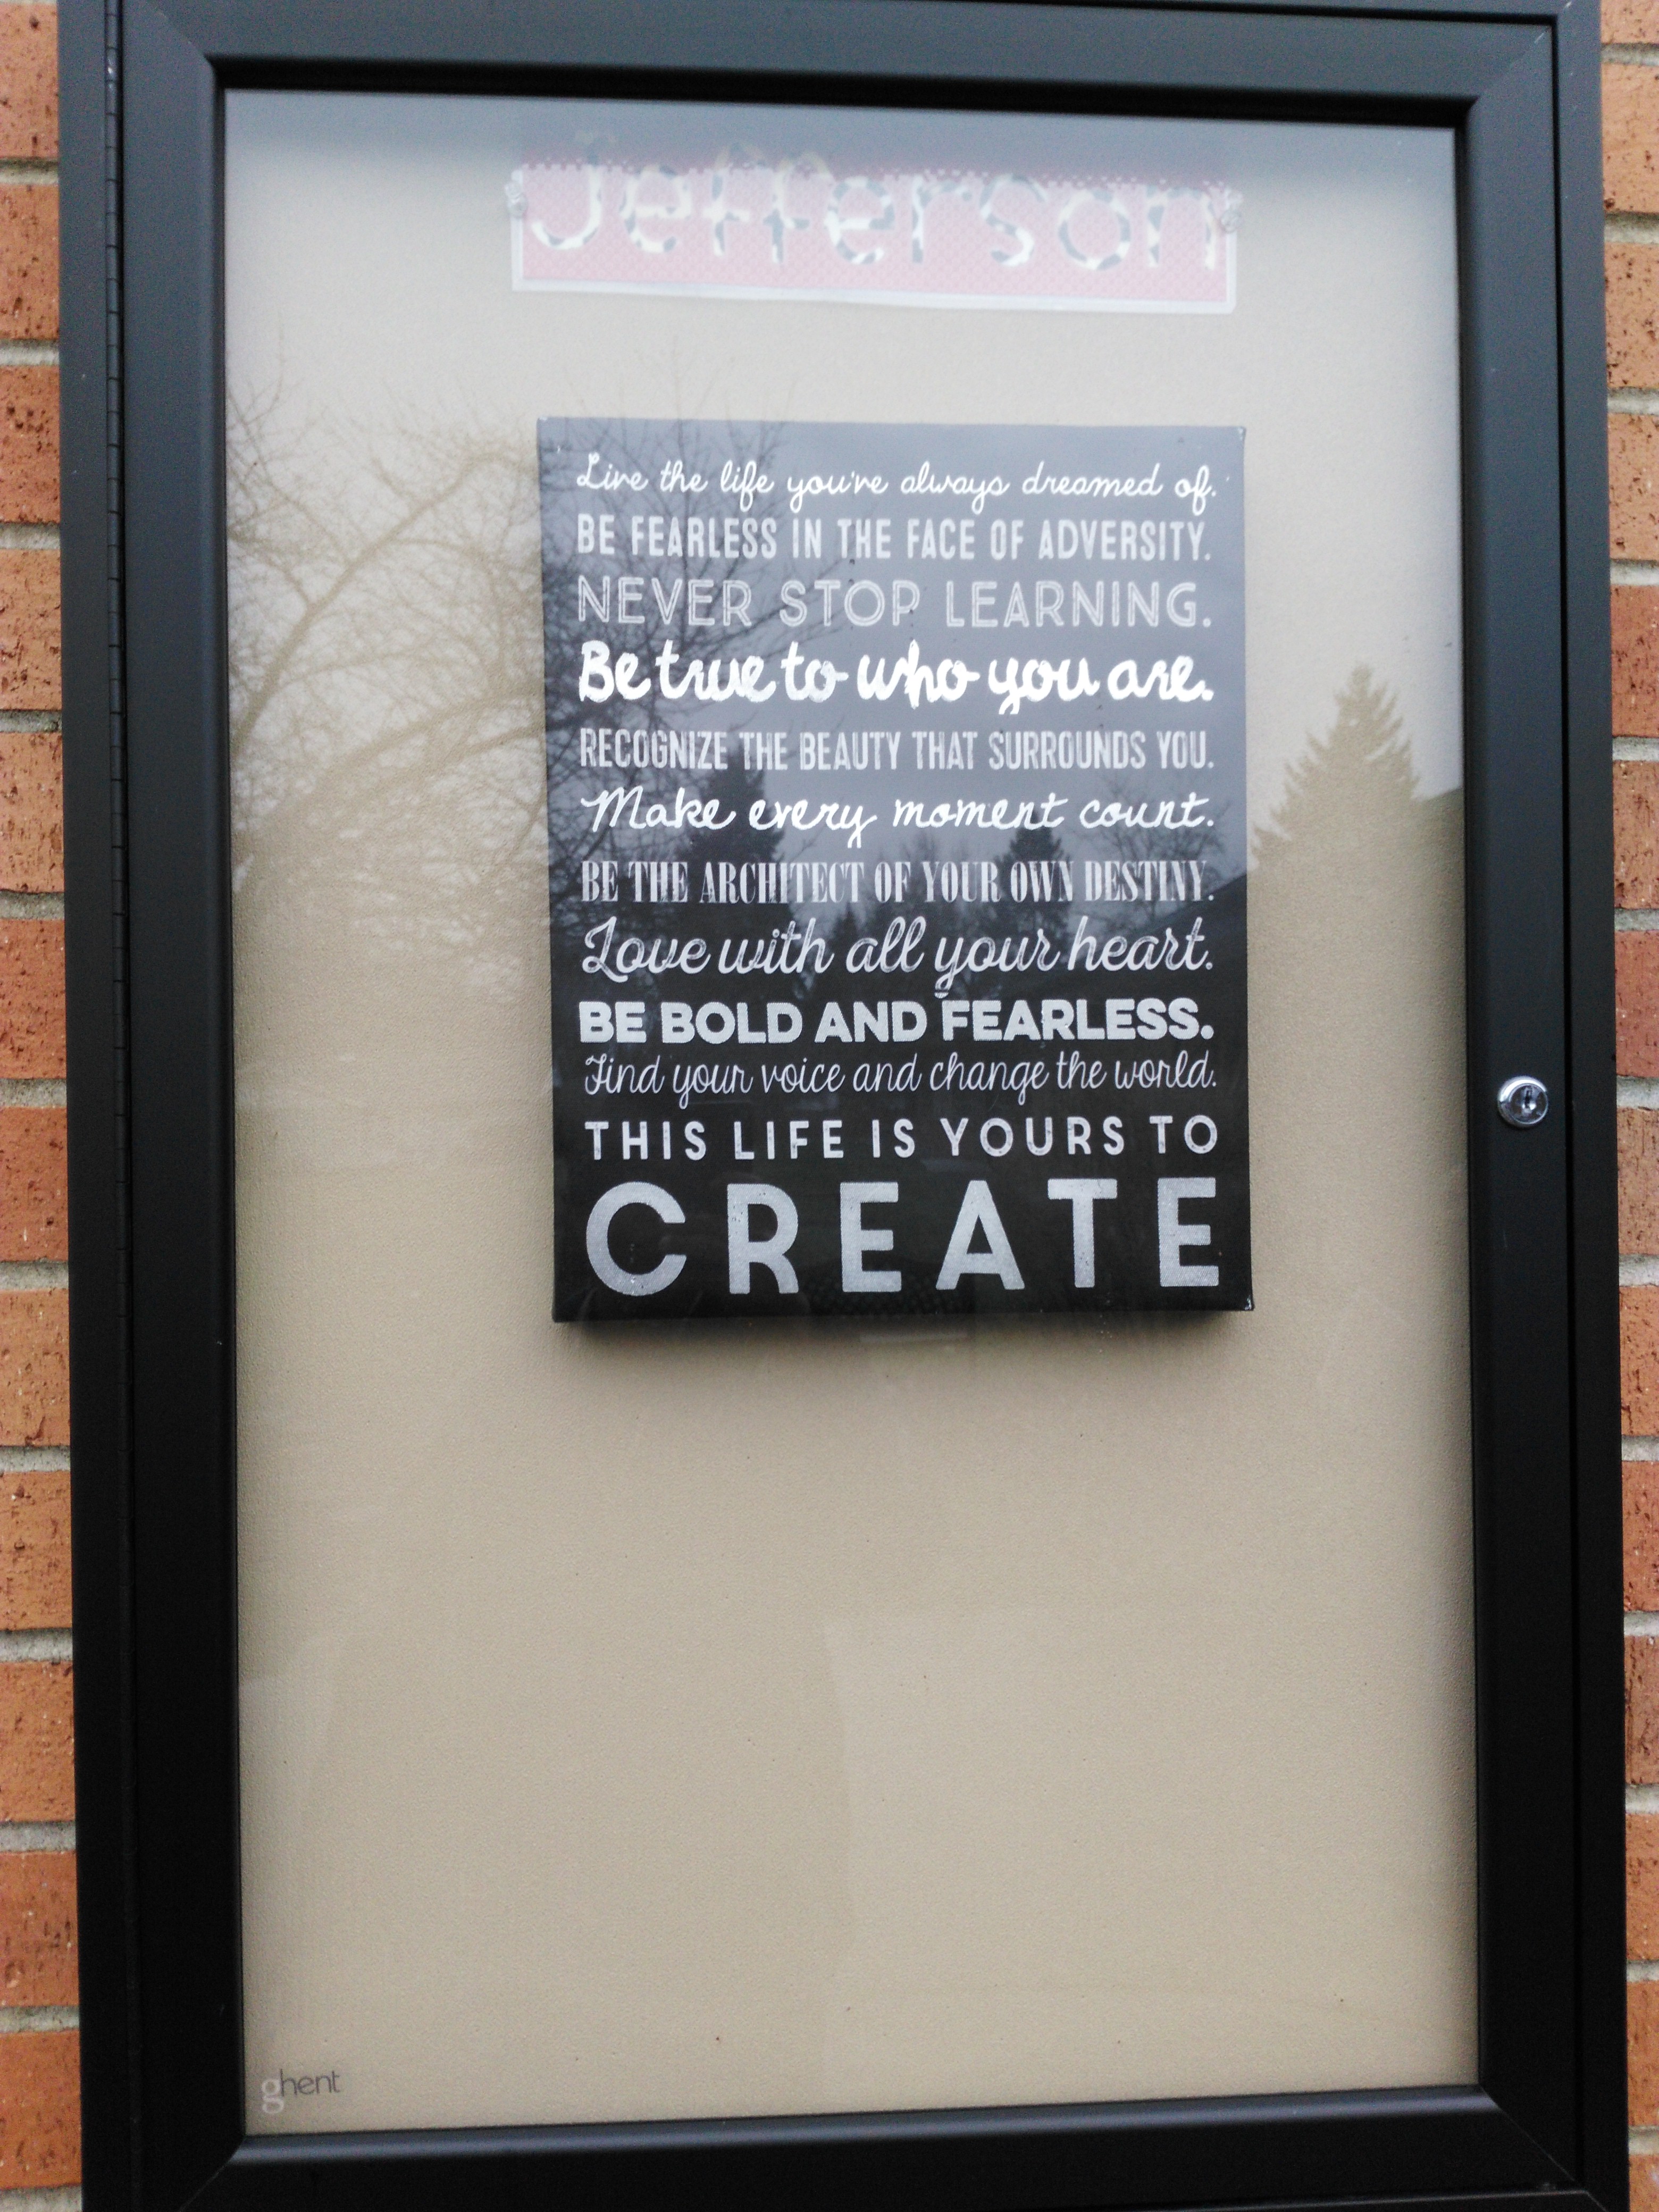 Jefferson
Live the life you've always dreamed of.
BE FEARLESS IN THE FACE OF ADVERSITY.
NEVER STOP LEARNING.
Be true to who you are.
RECOGNIZE THE BEAUTY THAT SURROUNDS YOU.
Make every moment count.
BE THE ARCHITECT OF YOUR OWN DESTINY.
Love with all your heart.
BE BOLD AND FEARLESS.
Find your voice and change the world.
THIS LIFE IS YOURS TO
CREATE
ghent